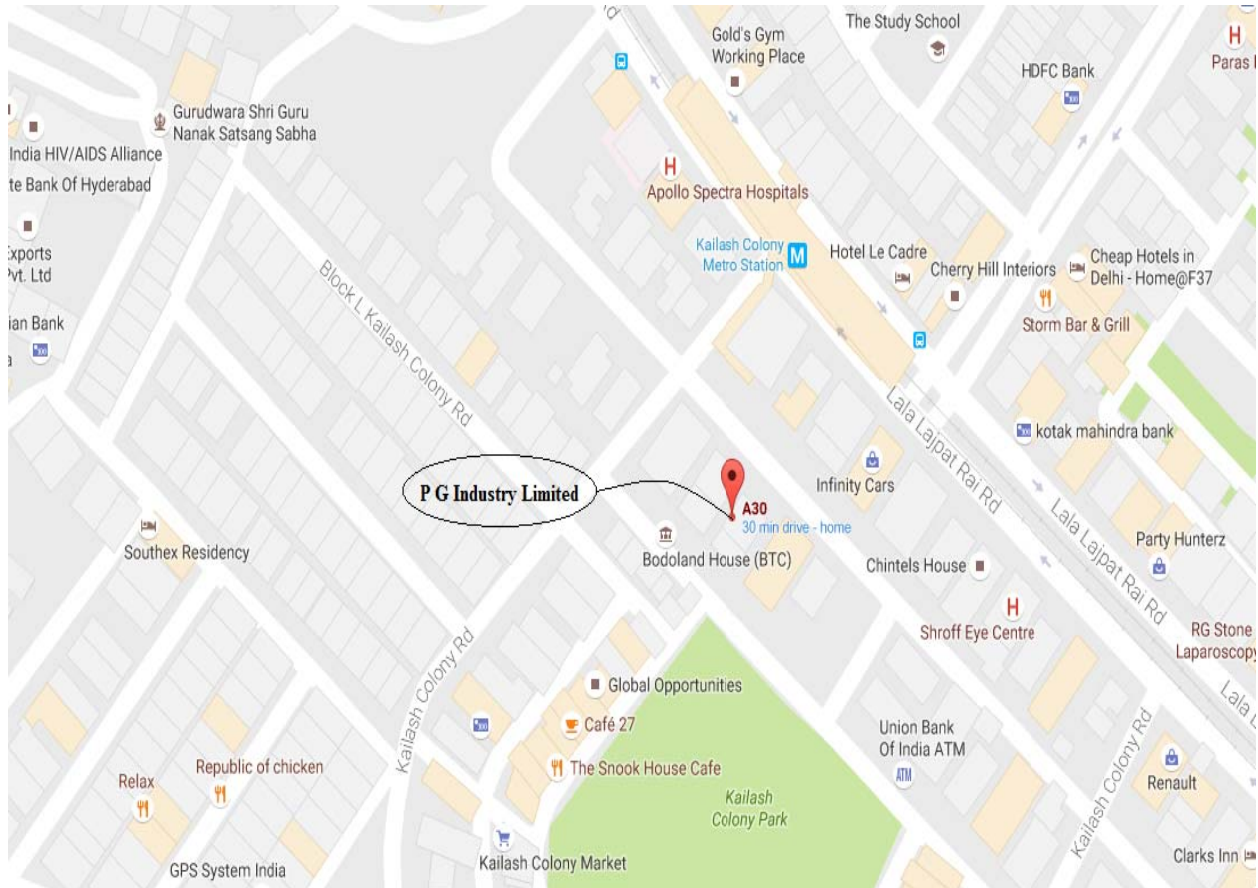 Gold's Gym
Working Place
The Study School
HDFC Bank
Gurudwara Shri Guru
Nanak Satsang Sabha
India HIV/AIDS Alliance
Bank Of Hyderabad
Apollo Spectra Hospitals
Pvt. Ltd
Kailash Colony
Metro Station
M
Hotel Le Cadre
Cherry Hill Interiors
Cheap Hotels in
Delhi - Home@F37
Storm Bar & Grill
Bank
Block L Kailash Colony Rd
Lala Lajpat Rai Rd
kotak mahindra bank
Infinity Cars
P G Industry Limited
A30
30 min drive - home
Bodoland House (BTC)
Southex Residency
Chintels House
Lala Lajpat Rai Rd
Party Hunterz
Shroff Eye Centre
RG Stone
Laparoscopy
Lala
Kailash Colony Rd
Global Opportunities
Café 27
The Snook House Cafe
Union Bank
Of India ATM
ATM
Kailash Colony Rd
Renault
Relax
Republic of chicken
Kailash
Colony Park
GPS System India
Kailash Colony Market
Clarks Inn
H
H
H
Paras